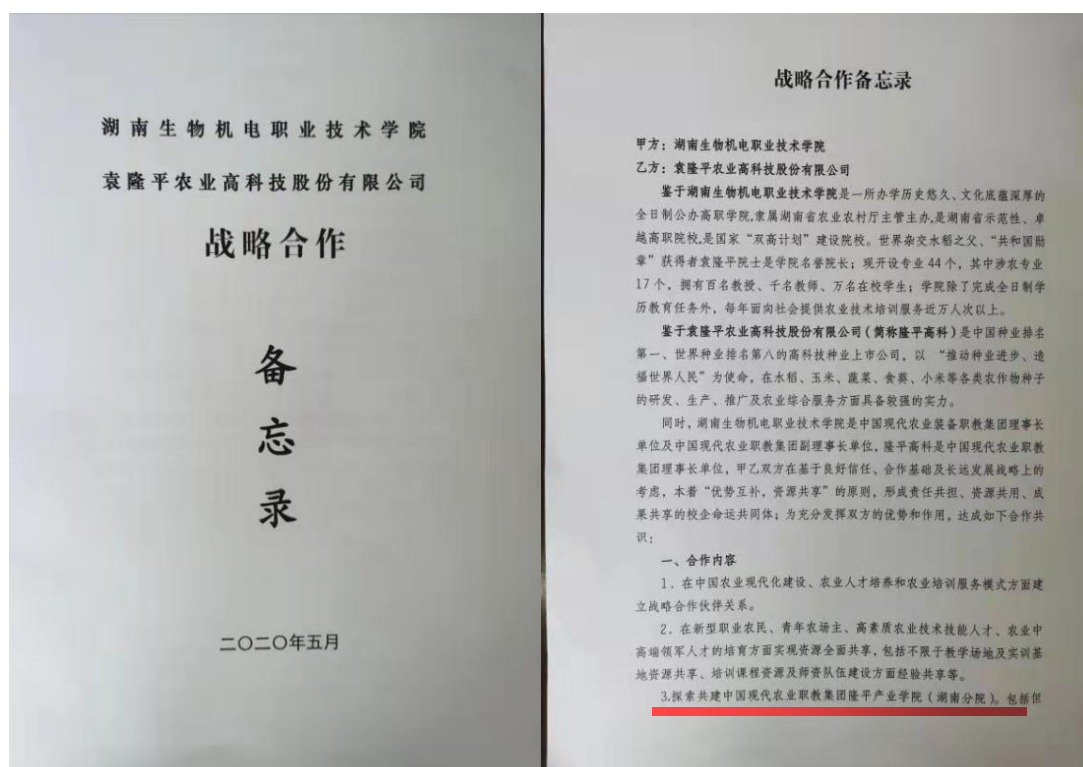 湖南生物机电职业技术学院
袁隆平农业高科技股份有限公司
战略合作
备
忘
录
二〇二〇年五月
战略合作备忘录
甲方：湖南生物机电职业技术学院
乙方：袁隆平农业高科技股份有限公司
鉴于湖南生物机电职业技术学院是一所办学历史悠久、文化底蕴深厚的
全日制公办高职学院,隶属湖南省农业农村厅主管主办,是湖南省示范性、卓
越高职院校,是国家“双高计划”建设院校。世界杂交水稻之父、“共和国勋
章”获得者袁隆平院士是学院名誉院长；现开设专业 44 个，其中涉农专业
17 个，拥有百名教授、千名教师、万名在校学生；学院除了完成全日制学
历教育任务外，每年面向社会提供农业技术培训服务近万人次以上。
鉴于袁隆平农业高科技股份有限公司（简称隆平高科）是中国种业排名
第一、世界种业排名第八的高科技种业上市公司，以 “推动种业进步、造
福世界人民”为使命，在水稻、玉米、蔬菜、食葵、小米等各类农作物种子
的研发、生产、推广及农业综合服务方面具备较强的实力。
同时，湖南生物机电职业技术学院是中国现代农业装备职教集团理事长
单位及中国现代农业职教集团副理事长单位，隆平高科是中国现代农业职教
集团理事长单位，甲乙双方在基于良好信任、合作基础及长远发展战略上的
考虑，本着“优势互补，资源共享”的原则，形成责任共担、资源共用、成
果共享的校企命运共同体；为充分发挥双方的优势和作用，达成如下合作共
识：
一、合作内容
1．在中国农业现代化建设、农业人才培养和农业培训服务模式方面建
立战略合作伙伴关系。
2．在新型职业农民、青年农场主、高素质农业技术技能人才、农业中
高端领军人才的培育方面实现资源全面共享，包括不限于教学场地及实训基
地资源共享、培训课程资源及师资队伍建设方面经验共享等。
3.探索共建中国现代农业职教集团隆平产业学院（湖南分院）。包括但